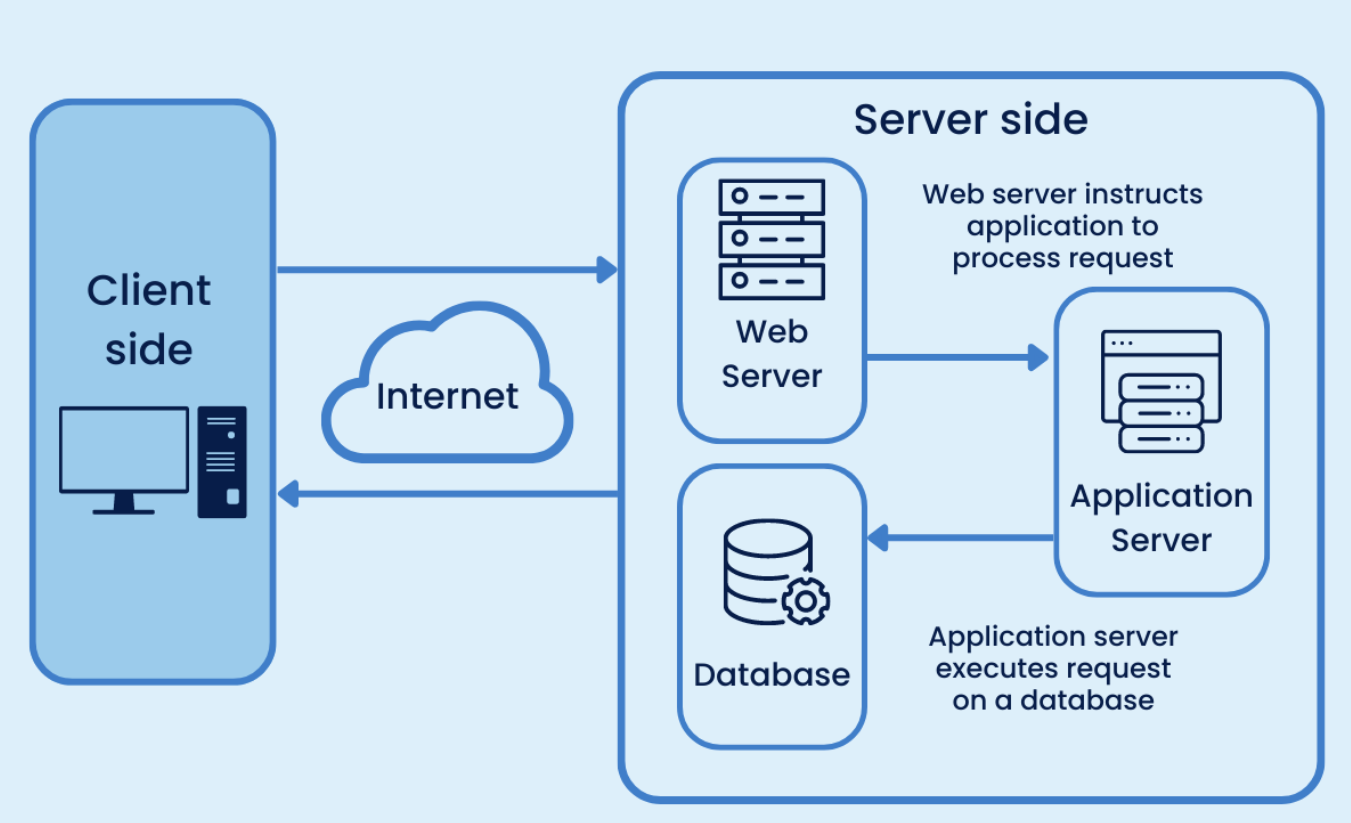 Client
side
Internet
Server side
Web
Server
Web server instructs
application to
process request
Application
Server
Database
Application server
executes request
on a database